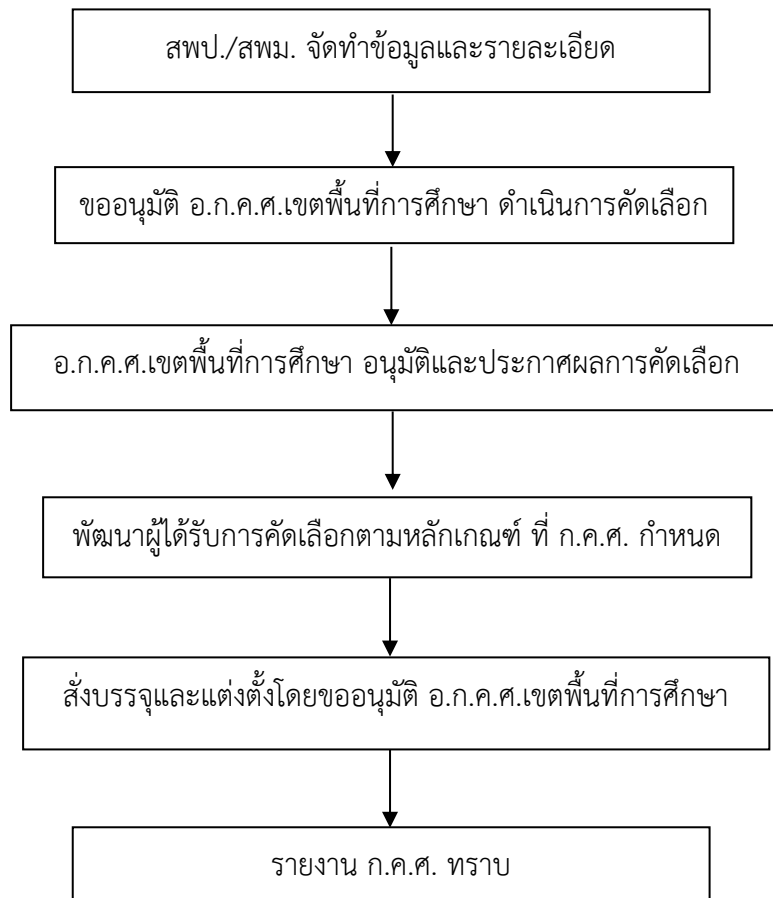 สพป./สพม. จัดทำข้อมูลและรายละเอียด
ขออนุมัติ อ.ก.ค.ศ.เขตพื้นที่การศึกษา ดำเนินการคัดเลือก
อ.ก.ค.ศ.เขตพื้นที่การศึกษา อนุมัติและประกาศผลการคัดเลือก
พัฒนาผู้ได้รับการคัดเลือกตามหลักเกณฑ์ ที่ ก.ค.ศ. กำหนด
สั่งบรรจุและแต่งตั้งโดยขออนุมัติ อ.ก.ค.ศ.เขตพื้นที่การศึกษา
รายงาน ก.ค.ศ. ทราบ